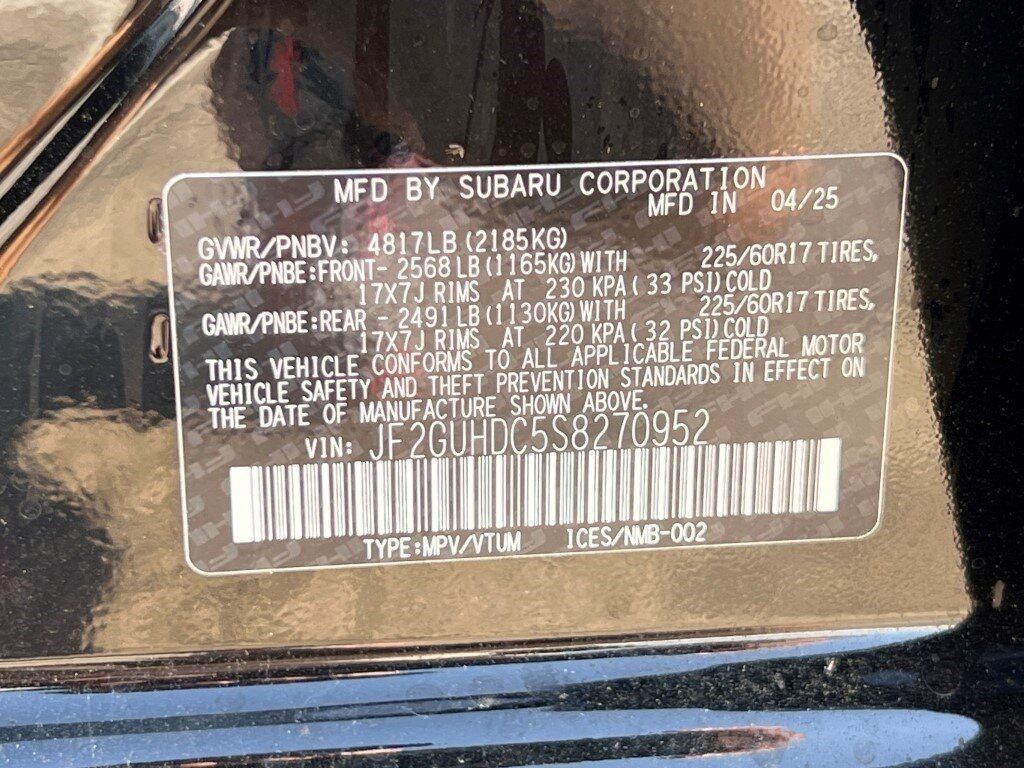 MFD BY SUBARU CORPORATION
MFD IN 04/25
GVWR/PNBV: 4817LB (2185KG)
GAWR/PNBE:FRONT- 2568 LB (1165KG) WITH 225/60R17 TIRES,
17X7J RIMS AT 230 KPA ( 33 PSI) COLD
GAWR/PNBE:REAR - 2491 LB (1130KG) WITH 225/60R17 TIRES,
17X7J RIMS AT 220 KPA ( 32 PSI) COLD
THIS VEHICLE CONFORMS TO ALL APPLICABLE FEDERAL MOTOR
VEHICLE SAFETY AND THEFT PREVENTION STANDARDS IN EFFECT ON
THE DATE OF MANUFACTURE SHOWN ABOVE.
VIN: JF2GUHDC5S8270952
TYPE:MPV/VTUM ICES/NMB-002